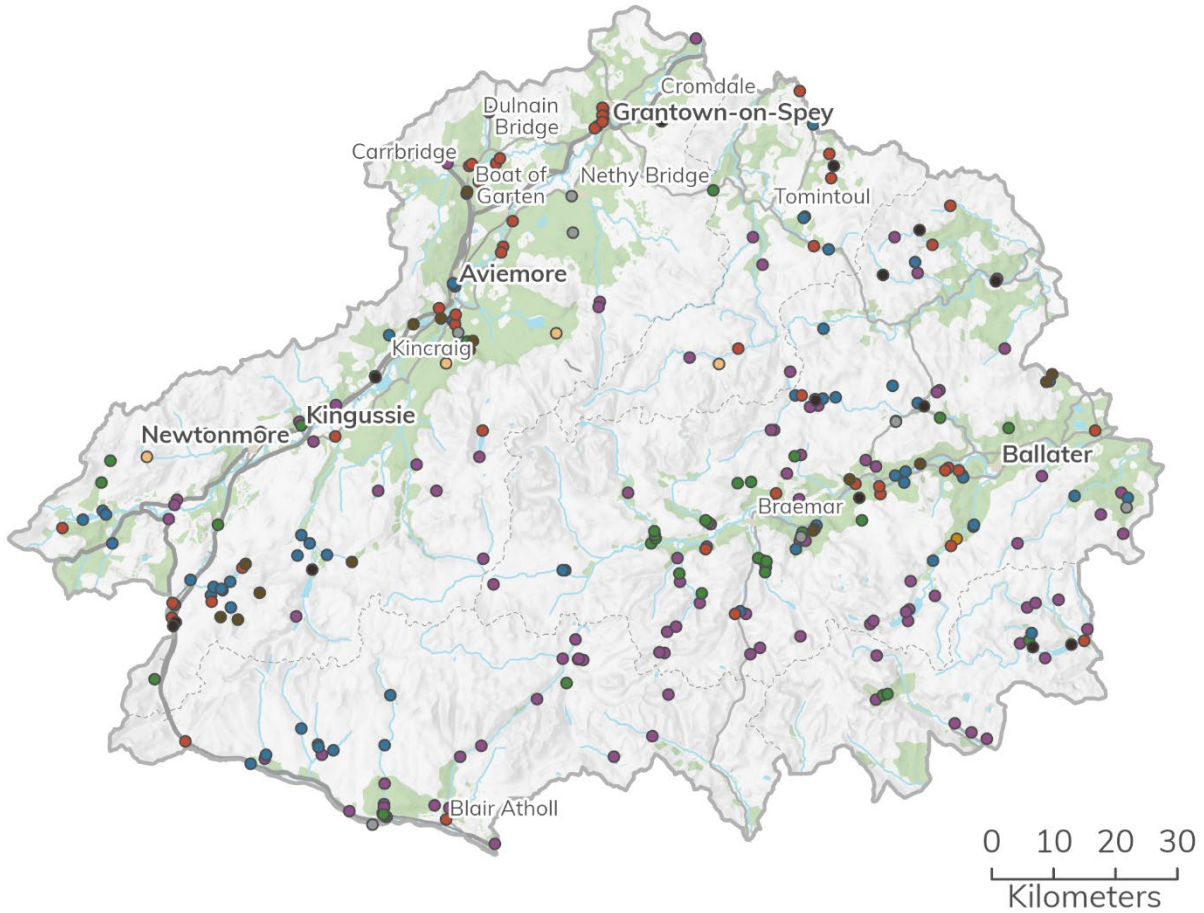 Cromdale
Dulnain
Bridge
Grantown-on-Spey
Carrbridge
Boat of
Garten
Nethy Bridge
Tomintoul
Aviemore
Kincraig
Kingussie
Newtonmore
Ballater
Braemar
Blair Atholl
0 10 20 30
Kilometers